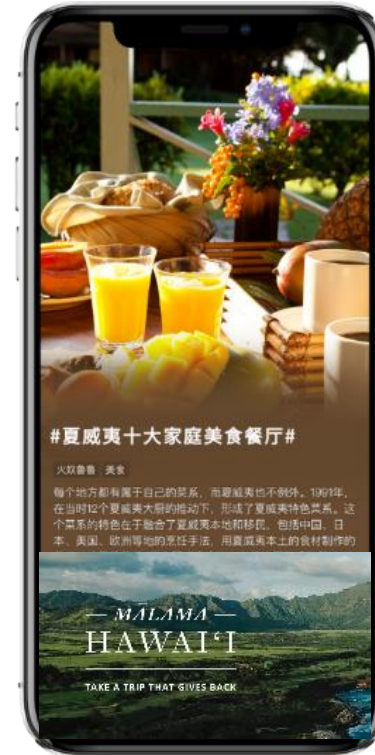 #夏威夷十大家庭美食餐厅#
火奴鲁鲁 美食
每个地方都有属于自己的菜系，而夏威夷也不例外。1991年，
在当时12个夏威夷大厨的推动下，形成了夏威夷特色菜系。这
个菜系的特色在于融合了夏威夷本地和移民，包括中国、日
本、美国、欧洲等地的烹饪手法，用夏威夷本土的食材制作的
— MALAMA —
HAWAI‘I
TAKE A TRIP THAT GIVES BACK